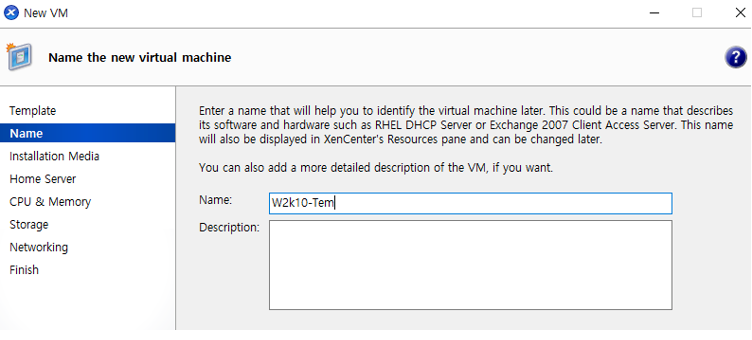 New VM
Name the new virtual machine
?
Template
Name
Installation Media
Home Server
CPU & Memory
Storage
Networking
Finish
Enter a name that will help you to identify the virtual machine later. This could be a name that describes
its software and hardware such as RHEL DHCP Server or Exchange 2007 Client Access Server. This name
will also be displayed in XenCenter's Resources pane and can be changed later.
You can also add a more detailed description of the VM, if you want.
Name: W2k10-Tem
Description: